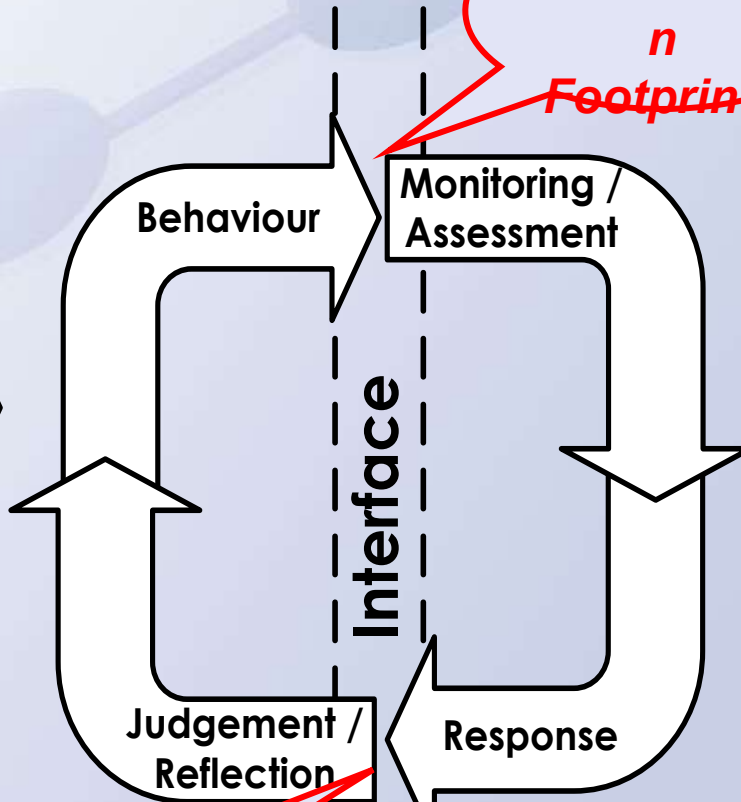 n
Footprin
Behaviour
Monitoring /
Assessment
Interface
Judgement /
Reflection
Response